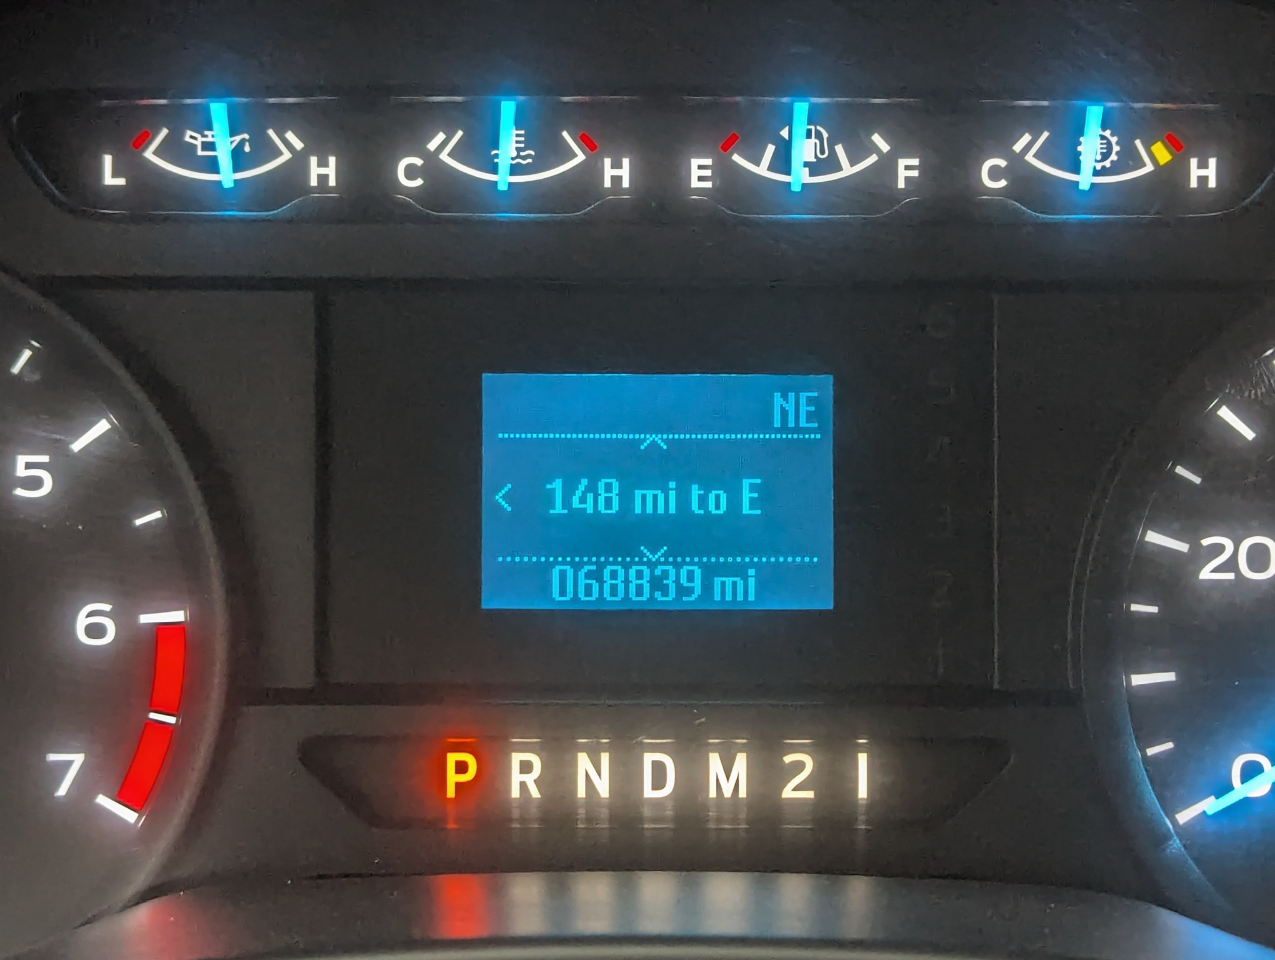 L H C H E F C H
NE
< 148 mi to E
068839 mi
5
6
7
20
0
P R N D M 2 1